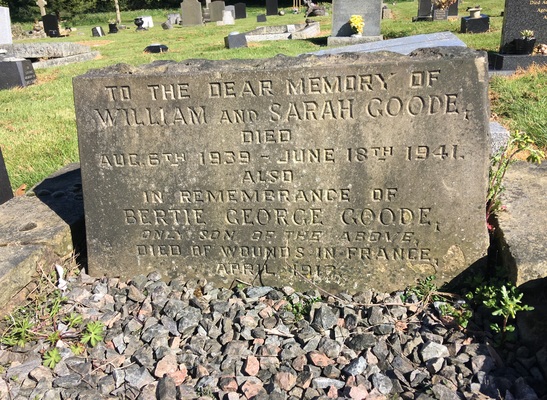 TO THE DEAR MEMORY OF
WILLIAM AND SARAH GOODE,
DIED
AUG. 6TH 1939 - JUNE 18TH 1941.
ALSO
IN REMEMBRANCE OF
BERTIE GEORGE GOODE,
ONLY SON OF THE ABOVE,
DIED OF WOUNDS IN FRANCE,
APRIL 1917.